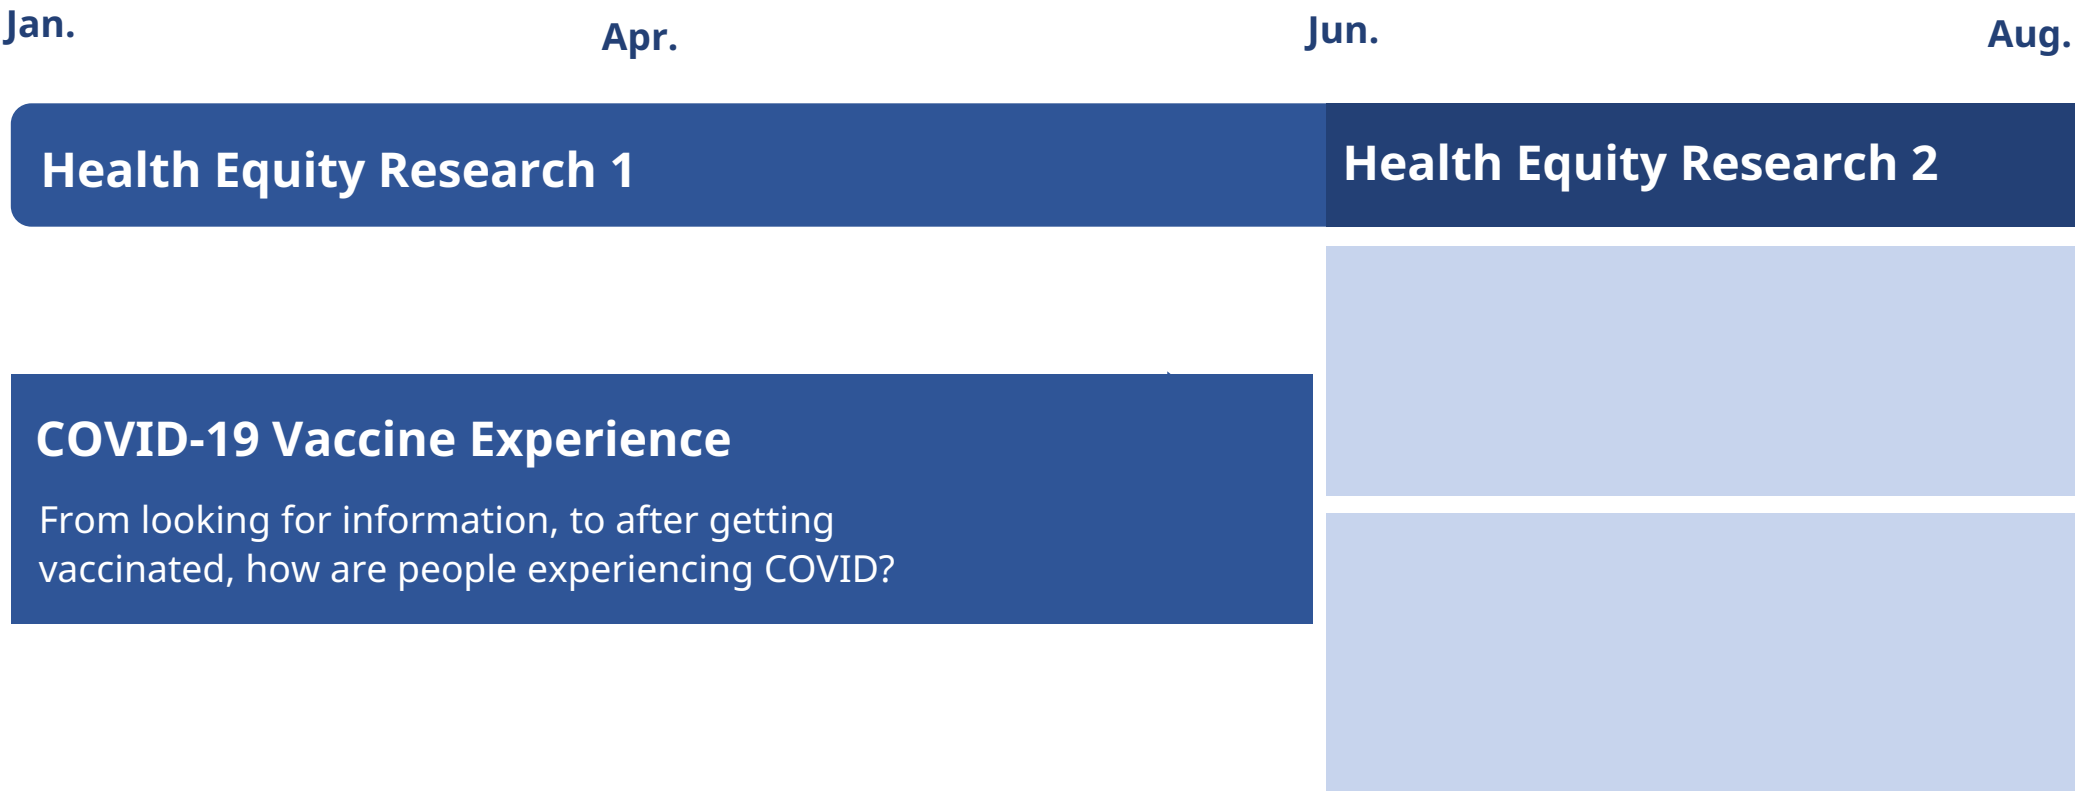 Jan.
Apr.
Jun.
Aug.
Health Equity Research 1
Health Equity Research 2
COVID-19 Vaccine Experience
From looking for information, to after getting
vaccinated, how are people experiencing COVID?